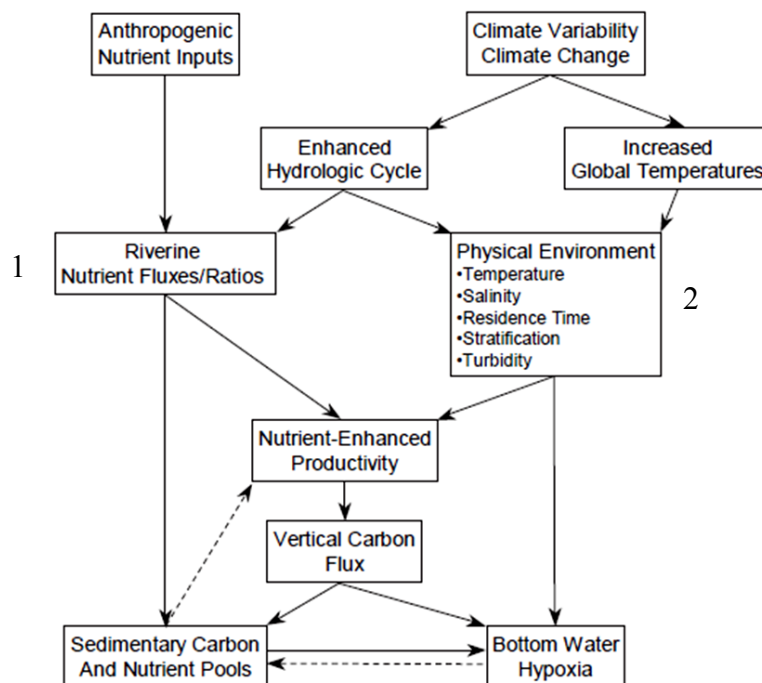 Anthropogenic
Nutrient Inputs
Climate Variability
Climate Change
Enhanced
Hydrologic Cycle
Increased
Global Temperatures
1
Riverine
Nutrient Fluxes/Ratios
Physical Environment
•Temperature
•Salinity
•Residence Time
•Stratification
•Turbidity
2
Nutrient-Enhanced
Productivity
Vertical Carbon
Flux
Sedimentary Carbon
And Nutrient Pools
Bottom Water
Hypoxia